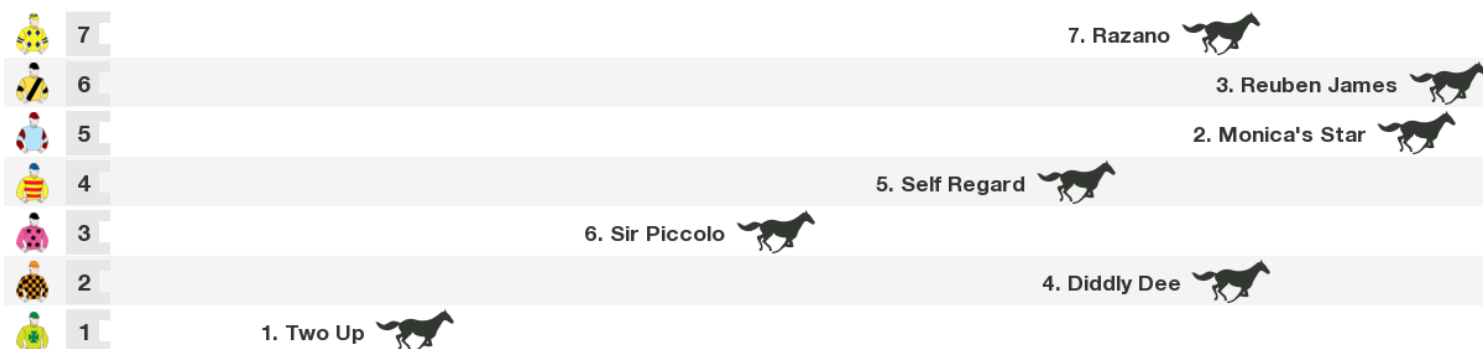 7 7. Razano
6 3. Reuben James
5 2. Monica's Star
4 5. Self Regard
3 6. Sir Piccolo
2 4. Diddly Dee
1 1. Two Up